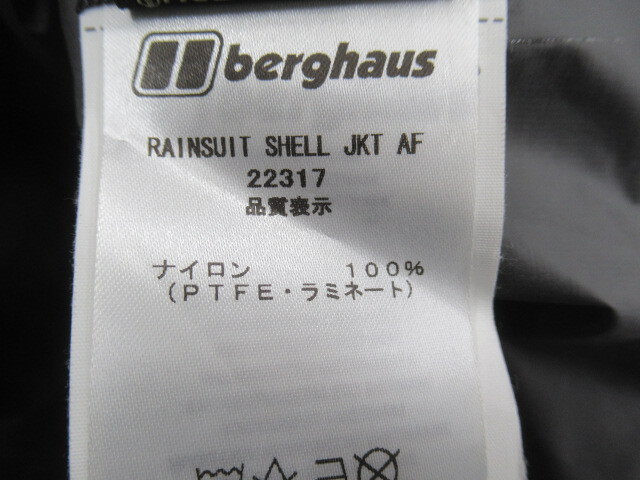 berghaus
RAINSUIT SHELL JKT AF
22317
品質表示
ナイロン 100%
(PTFE・ラミネート)